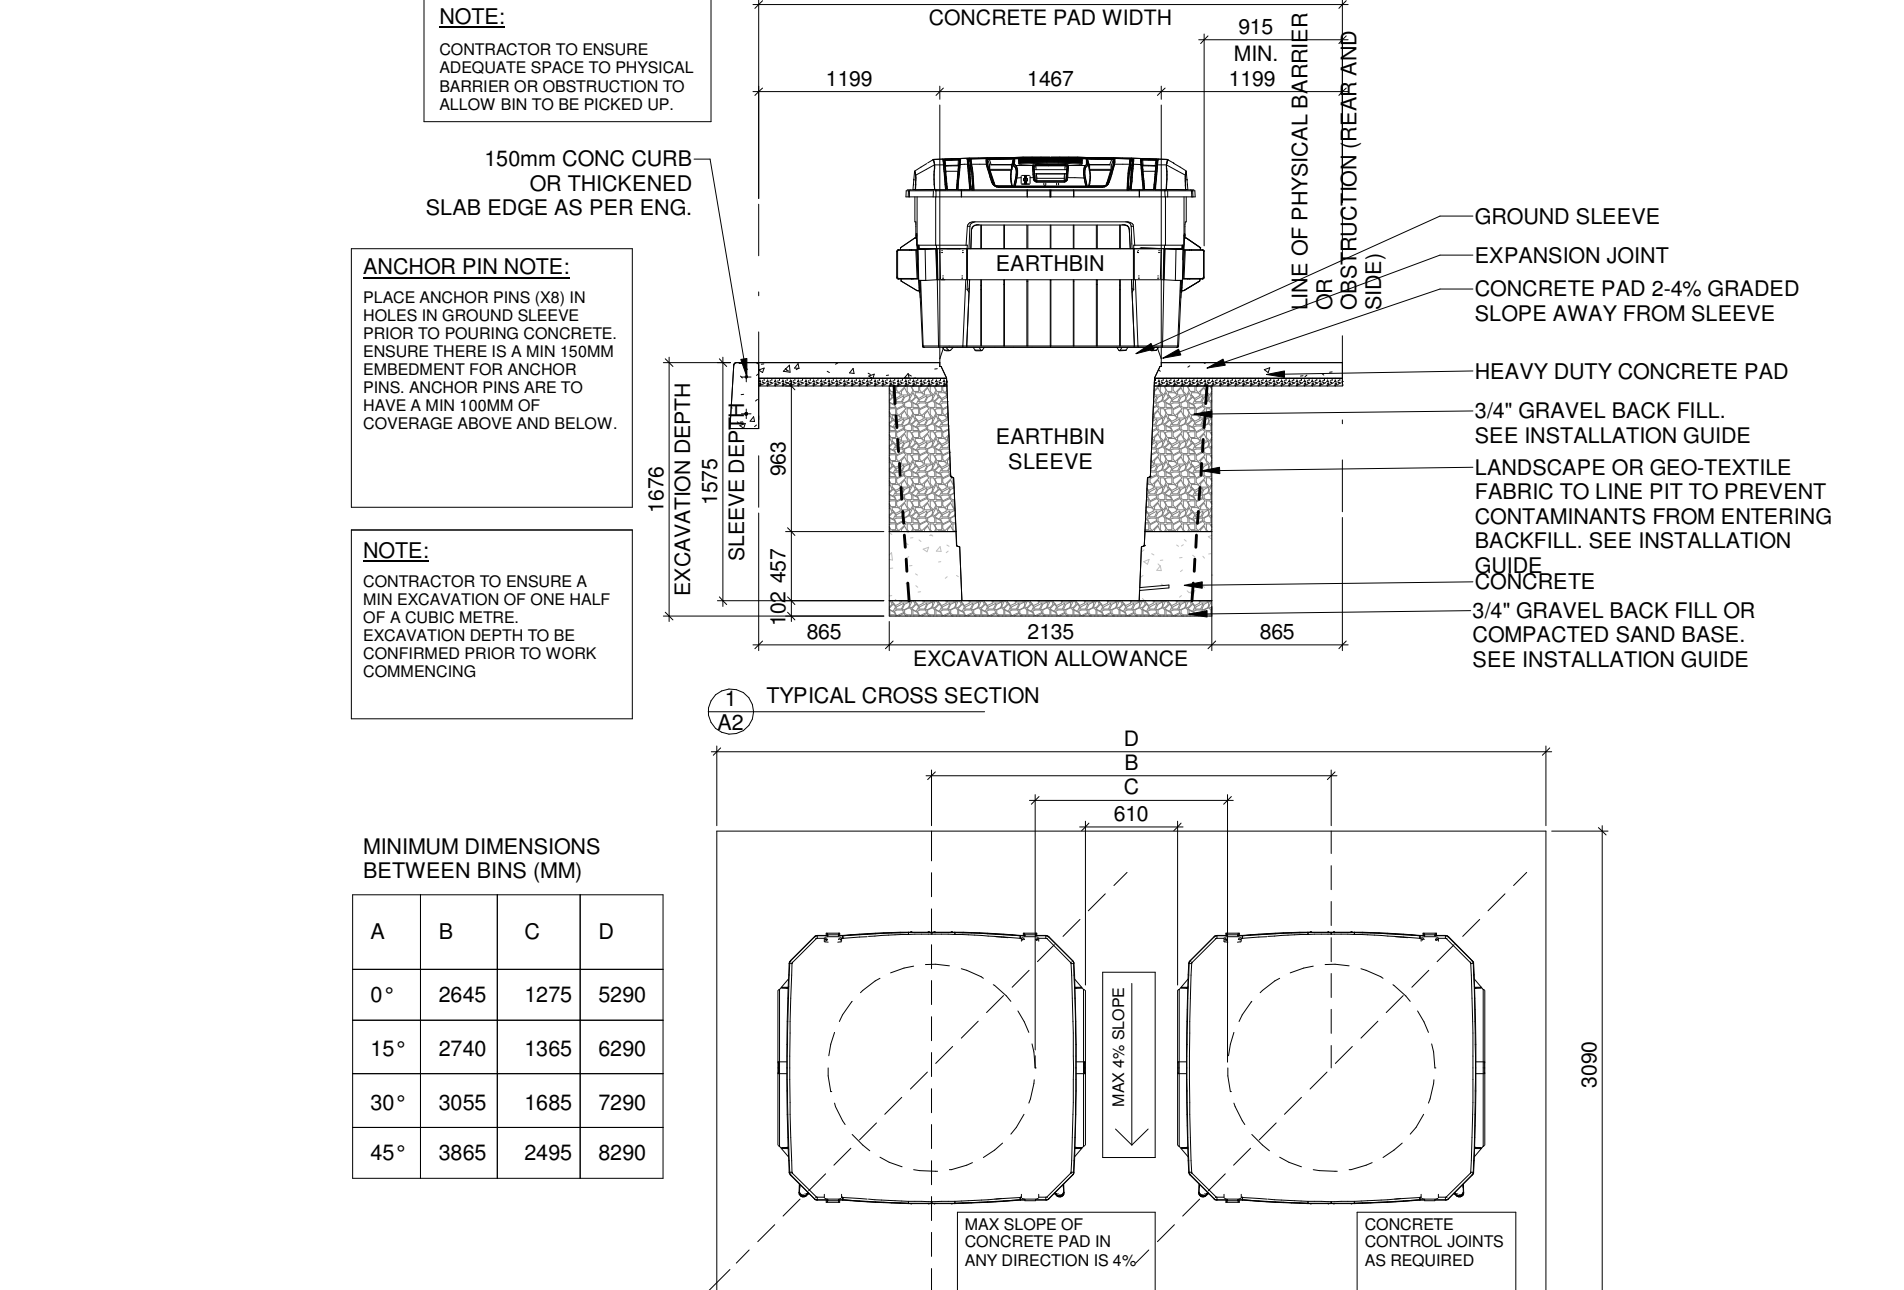 NOTE:
CONTRACTOR TO ENSURE
ADEQUATE SPACE TO PHYSICAL
BARRIER OR OBSTRUCTION TO
ALLOW BIN TO BE PICKED UP.
CONCRETE PAD WIDTH
915
MIN.
1199
1467
1199
LINE OF PHYSICAL BARRIER
OR
OBSTRUCTION (REAR AND
SIDE)
150mm CONC CURB
OR THICKENED
SLAB EDGE AS PER ENG.
ANCHOR PIN NOTE:
PLACE ANCHOR PINS (X8) IN
HOLES IN GROUND SLEEVE
PRIOR TO POURING CONCRETE.
ENSURE THERE IS A MIN 150MM
EMBEDMENT FOR ANCHOR
PINS. ANCHOR PINS ARE TO
HAVE A MIN 100MM OF
COVERAGE ABOVE AND BELOW.
NOTE:
CONTRACTOR TO ENSURE A
MIN EXCAVATION OF ONE HALF
OF A CUBIC METRE.
EXCAVATION DEPTH TO BE
CONFIRMED PRIOR TO WORK
COMMENCING
EARTHBIN
EARTHBIN
SLEEVE
1676
EXCAVATION DEPTH
1575
SLEEVE DEPTH
963
457
102
865
2135
865
EXCAVATION ALLOWANCE
GROUND SLEEVE
EXPANSION JOINT
CONCRETE PAD 2-4% GRADED
SLOPE AWAY FROM SLEEVE
HEAVY DUTY CONCRETE PAD
3/4" GRAVEL BACK FILL.
SEE INSTALLATION GUIDE
LANDSCAPE OR GEO-TEXTILE
FABRIC TO LINE PIT TO PREVENT
CONTAMINANTS FROM ENTERING
BACKFILL. SEE INSTALLATION
GUIDE
CONCRETE
3/4" GRAVEL BACK FILL OR
COMPACTED SAND BASE.
SEE INSTALLATION GUIDE
1
A2
TYPICAL CROSS SECTION
D
B
C
610
MINIMUM DIMENSIONS
BETWEEN BINS (MM)
A B C D
0° 2645 1275 5290
15° 2740 1365 6290
30° 3055 1685 7290
45° 3865 2495 8290
MAX 4% SLOPE
3090
MAX SLOPE OF
CONCRETE PAD IN
ANY DIRECTION IS 4%
CONCRETE
CONTROL JOINTS
AS REQUIRED